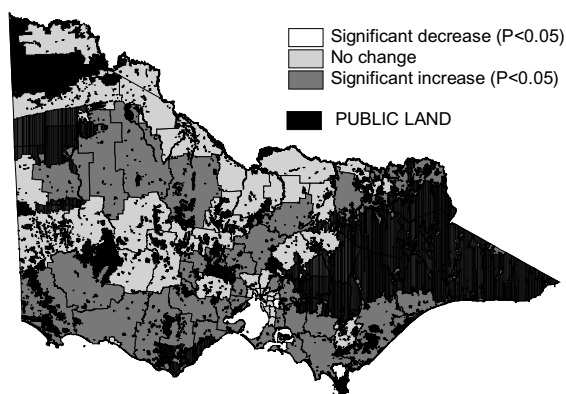 Significant decrease (P<0.05)
No change
Significant increase (P<0.05)
PUBLIC LAND